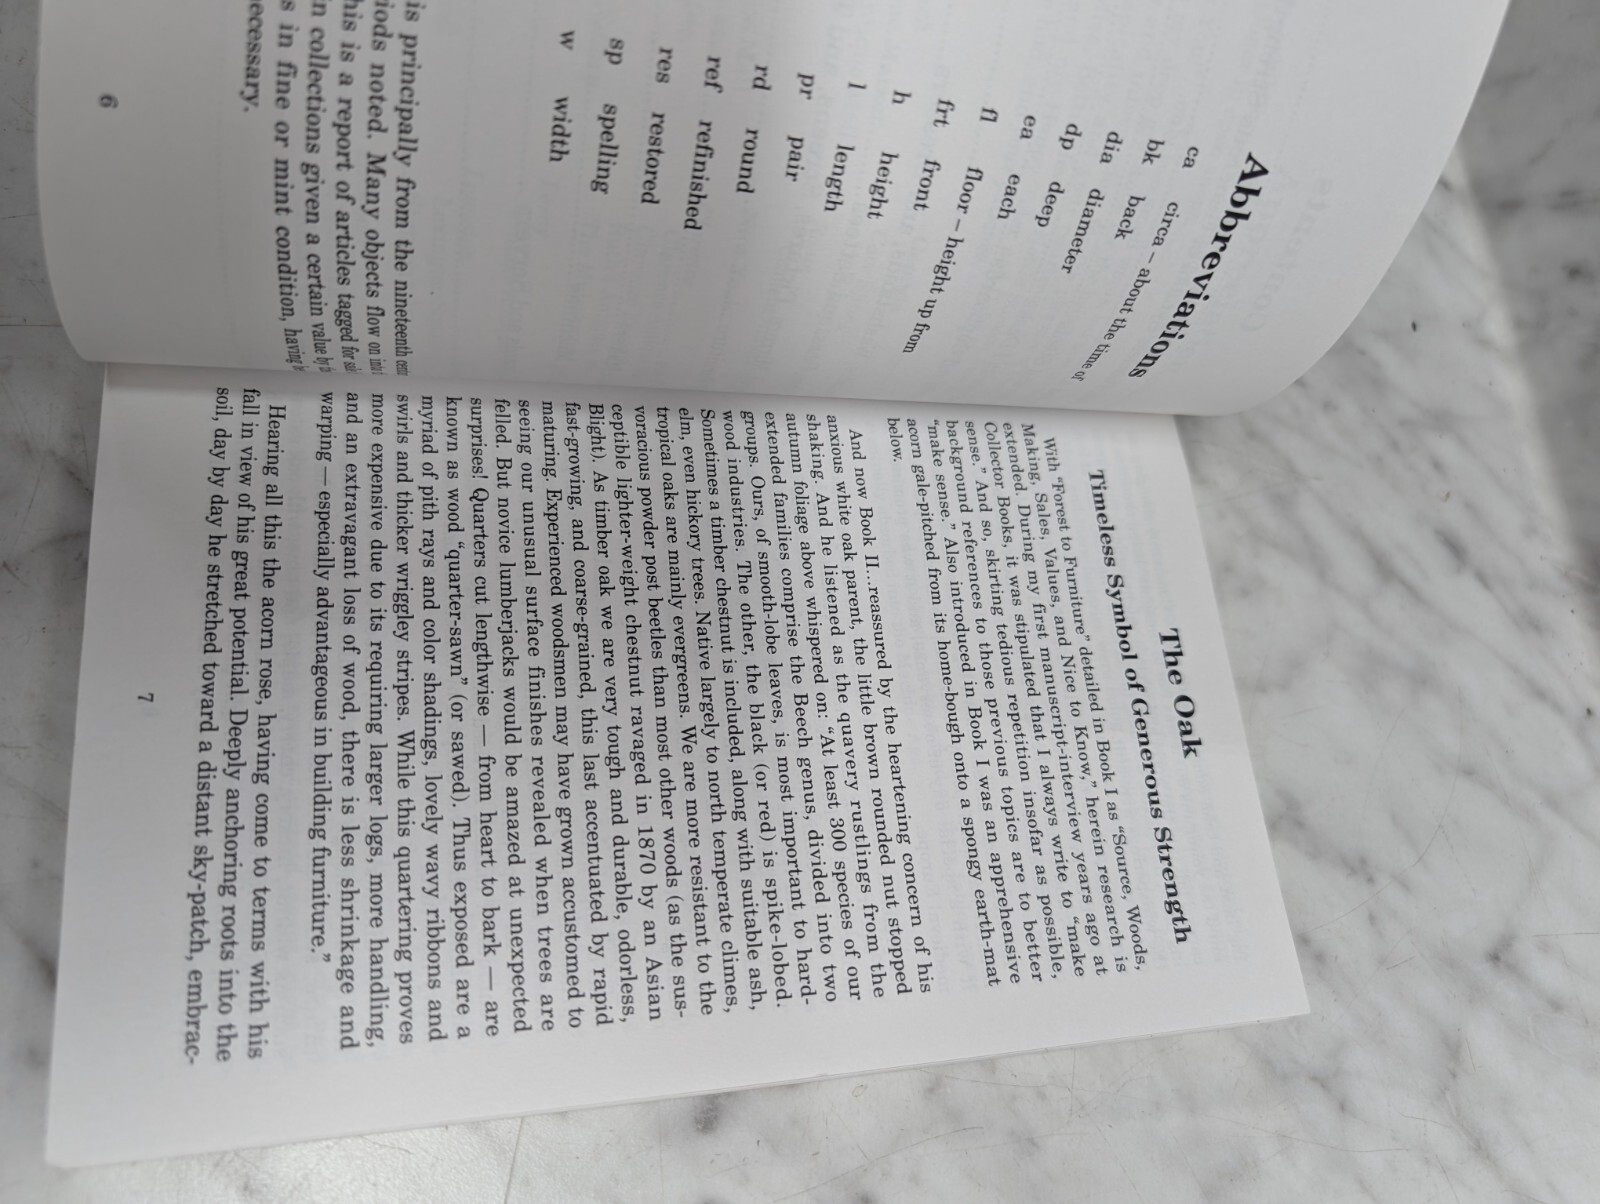 Abbreviations
ca circa – about the time or
bk back
dia diameter
dp deep
ea each
fl floor – height up from
frt front
h height
l length
pr pair
rd round
ref refinished
res restored
sp spelling
w width
is principally from the nineteenth
iods noted. Many objects flow on
his is a report of articles tagged for
in collections given a certain value by
s in fine or mint condition, having
ecessary.
6
The Oak
Timeless Symbol of Generous Strength
With “Forest to Furniture” detailed in Book I as “Source, Woods,
Making, Sales, Values, and Nice to Know,” herein research is
extended. During my first manuscript-interview years ago at
Collector Books, it was stipulated that I always write to “make
sense.” And so, skirting tedious repetition insofar as possible,
background references to those previous topics are to better
“make sense.” Also introduced in Book I was an apprehensive
acorn gale-pitched from its home-bough onto a spongy earth-mat
below.
And now Book II...reassured by the heartening concern of his
anxious white oak parent, the little brown rounded nut stopped
shaking. And he listened as the quavery rustlings from the
autumn foliage above whispered on: “At least 300 species of our
extended families comprise the Beech genus, divided into two
groups. Ours, of smooth-lobe leaves, is most important to hard-
wood industries. The other, the black (or red) is spike-lobed.
Sometimes a timber chestnut is included, along with suitable ash,
elm, even hickory trees. Native largely to north temperate climes,
tropical oaks are mainly evergreens. We are more resistant to the
voracious powder post beetles than most other woods (as the sus-
ceptible lighter-weight chestnut ravaged in 1870 by an Asian
Blight). As timber oak we are very tough and durable, odorless,
fast-growing, and coarse-grained, this last accentuated by rapid
maturing. Experienced woodsmen may have grown accustomed to
seeing our unusual surface finishes revealed when trees are
felled. But novice lumberjacks would be amazed at unexpected
surprises! Quarters cut lengthwise — from heart to bark — are
known as wood “quarter-sawn” (or sawed). Thus exposed are a
myriad of pith rays and color shadings, lovely wavy ribbons and
swirls and thicker wriggley stripes. While this quartering proves
more expensive due to its requiring larger logs, more handling,
and an extravagant loss of wood, there is less shrinkage and
warping — especially advantageous in building furniture.”
Hearing all this the acorn rose, having come to terms with his
fall in view of his great potential. Deeply anchoring roots into the
soil, day by day he stretched toward a distant sky-patch, embrac-
7